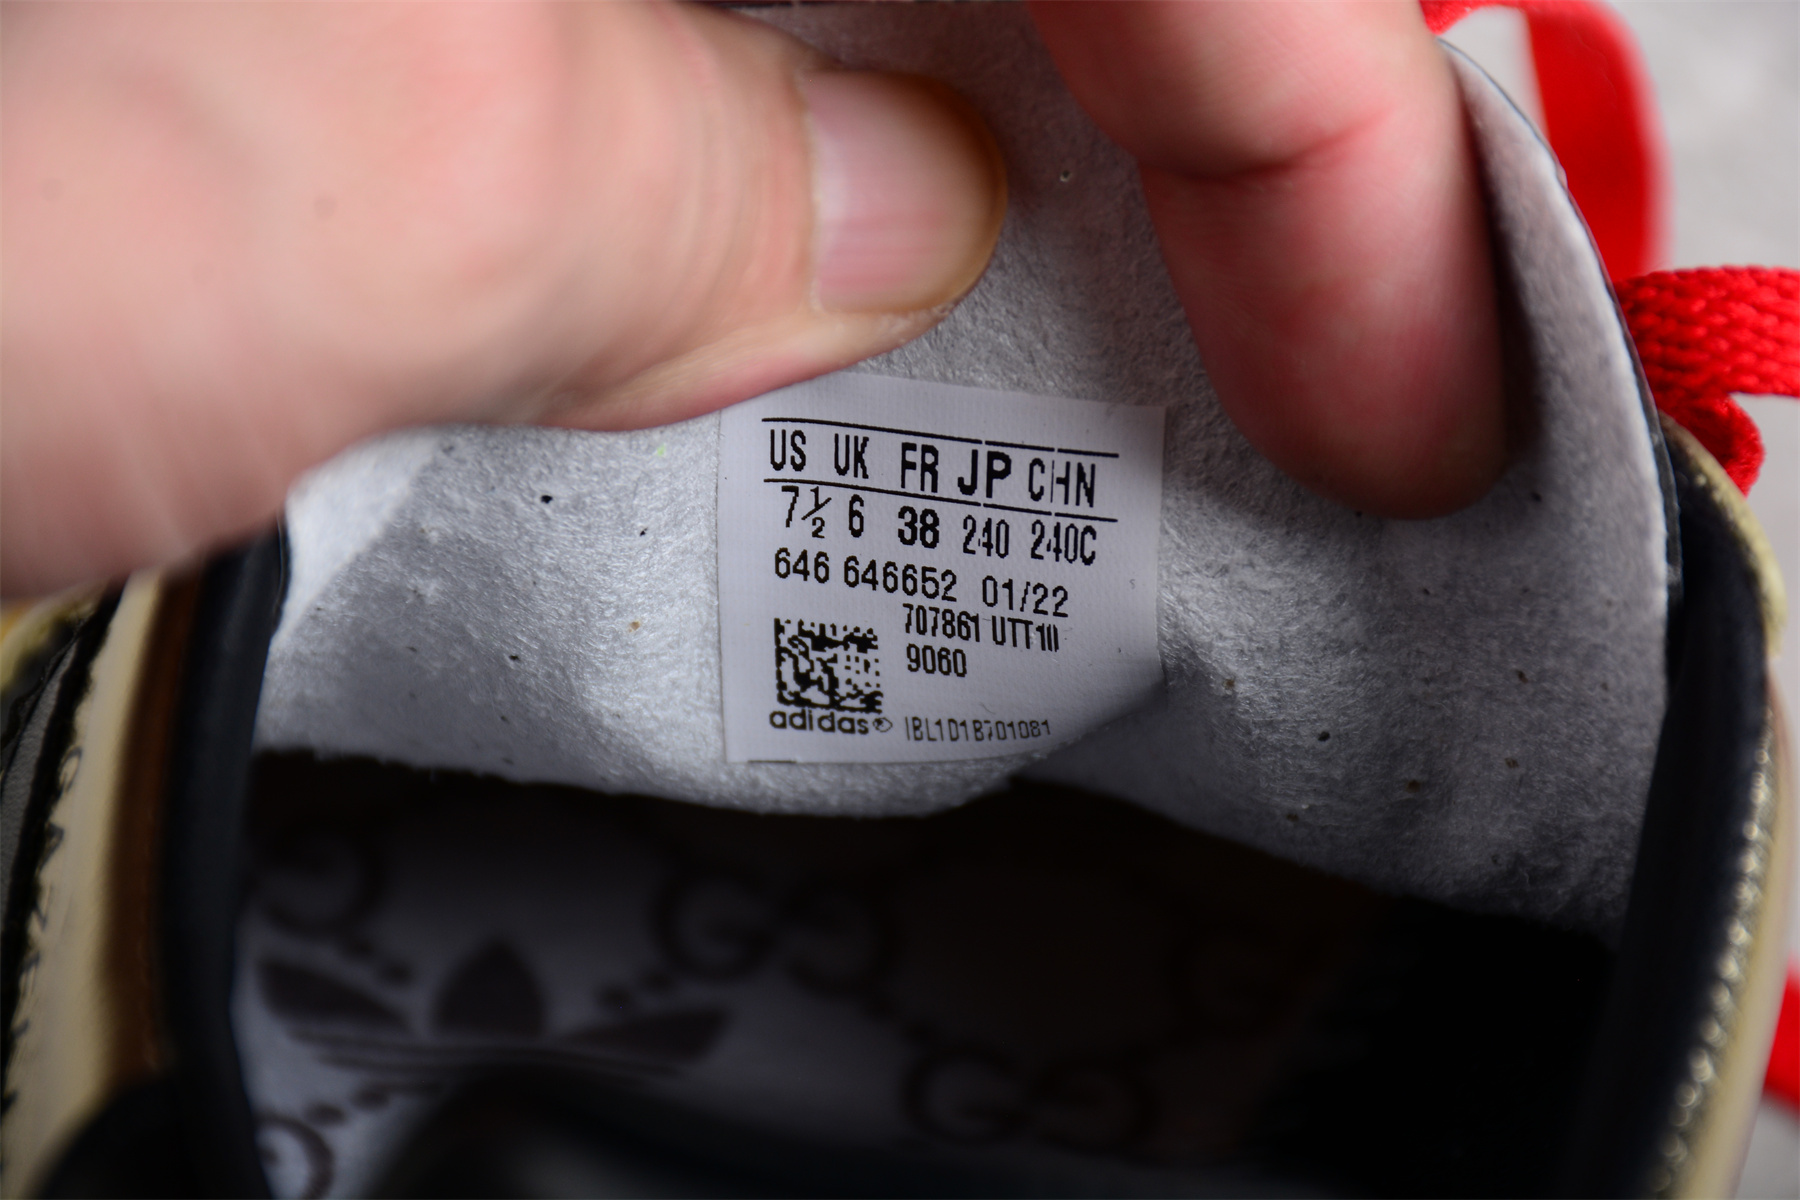 US UK FR JP CHN
7½ 6 38 240 240C
646 646652 01/22
707861 UTT10
9060
adidas® IBL1D1B701081